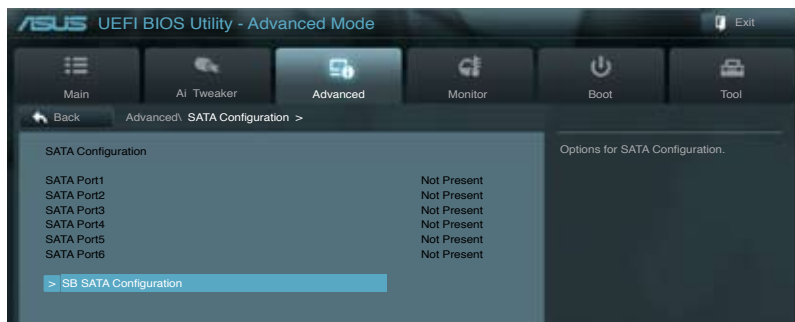 ASUS UEFI BIOS Utility - Advanced Mode
Exit
Main
Ai Tweaker
Advanced
Monitor
Boot
Tool
Back
Advanced\ SATA Configuration >
SATA Configuration
SATA Port1 Not Present
SATA Port2 Not Present
SATA Port3 Not Present
SATA Port4 Not Present
SATA Port5 Not Present
SATA Port6 Not Present
> SB SATA Configuration
Options for SATA Configuration.